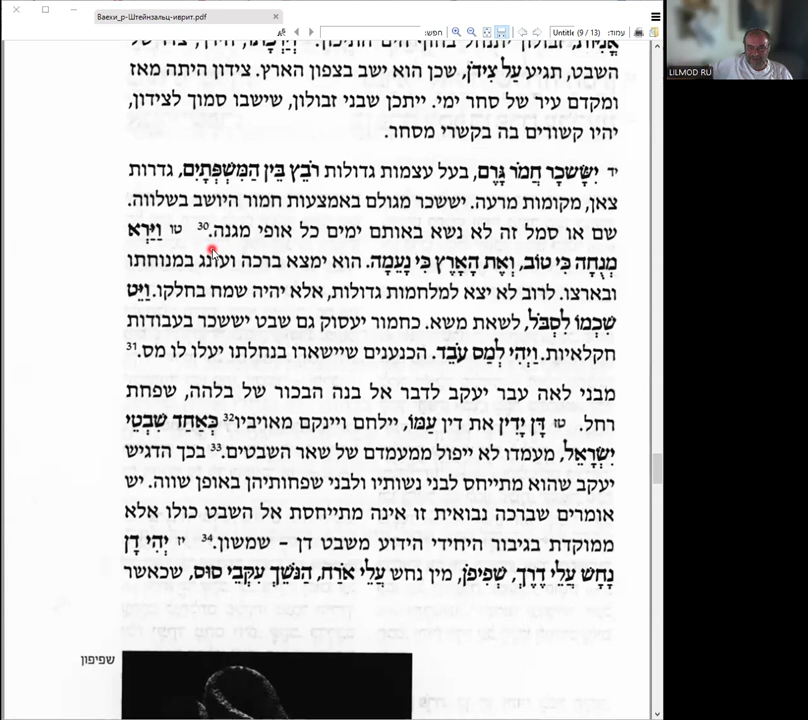 Ваехи_р-Штейнзальц-иврит.pdf
חפש:
Untitle (9 / 13)
עמוד:
LILMOD RU
אֳנִיּוֹת, זבולון יתנחל בחוף הים התיכון.
השבט, תגיע עַל צִידֹן, שכן הוא ישב בצפון הארץ. צידון היתה מאז
ומקדם עיר של סחר ימי. ייתכן שבני זבולון, שישבו סמוך לצידון,
יהיו קשורים בה בקשרי מסחר.
יד יִשָּׂשכָר חֲמֹר גָּרֶם, בעל עצמות גדולות רֹבֵץ בֵּין הַמִּשְׁפְּתָיִם, גדרות
צאן, מקומות מרעה. יששכר מגולם באמצעות חמור היושב בשלווה.
שם או סמל זה לא נשא באותם ימים כל אופי מגנה.30 טו וַיַּרְא
מְנֻחָה כִּי טוֹב, וְאֶת הָאָרֶץ כִּי נָעֵמָה. הוא ימצא ברכה ועונג במנוחתו
ובארצו. לרוב לא יצא למלחמות גדולות, אלא יהיה שמח בחלקו. וַיֵּט
שִׁכְמוֹ לִסְבֹּל, לשאת משא. כחמור יעסוק גם שבט יששכר בעבודות
חקלאיות. וַיְהִי לְמַס עֹבֵד. הכנענים שיישארו בנחלתו יעלו לו מס.31
מבני לאה עבר יעקב לדבר אל בנה הבכור של בלהה, שפחת
רחל. טז דָּן יָדִין את דין עַמּוֹ, יילחם ויינקם מאויביו32 כְּאַחַד שִׁבְטֵי
יִשְׂרָאֵל, מעמדו לא ייפול ממעמדם של שאר השבטים.33 בכך הדגיש
יעקב שהוא מתייחס לבני נשותיו ולבני שפחותיהן באופן שווה. יש
אומרים שברכה נבואית זו אינה מתייחסת אל השבט כולו אלא
ממוקדת בגיבור היחידי הידוע משבט דן – שמשון.34 יז יְהִי דָן
נָחָשׁ עֲלֵי דֶרֶךְ, שְׁפִיפֹן, מין נחש עֲלֵי אֹרַח, הַנֹּשֵׁךְ עִקְּבֵי סוּס, שכאשר
שפיפון